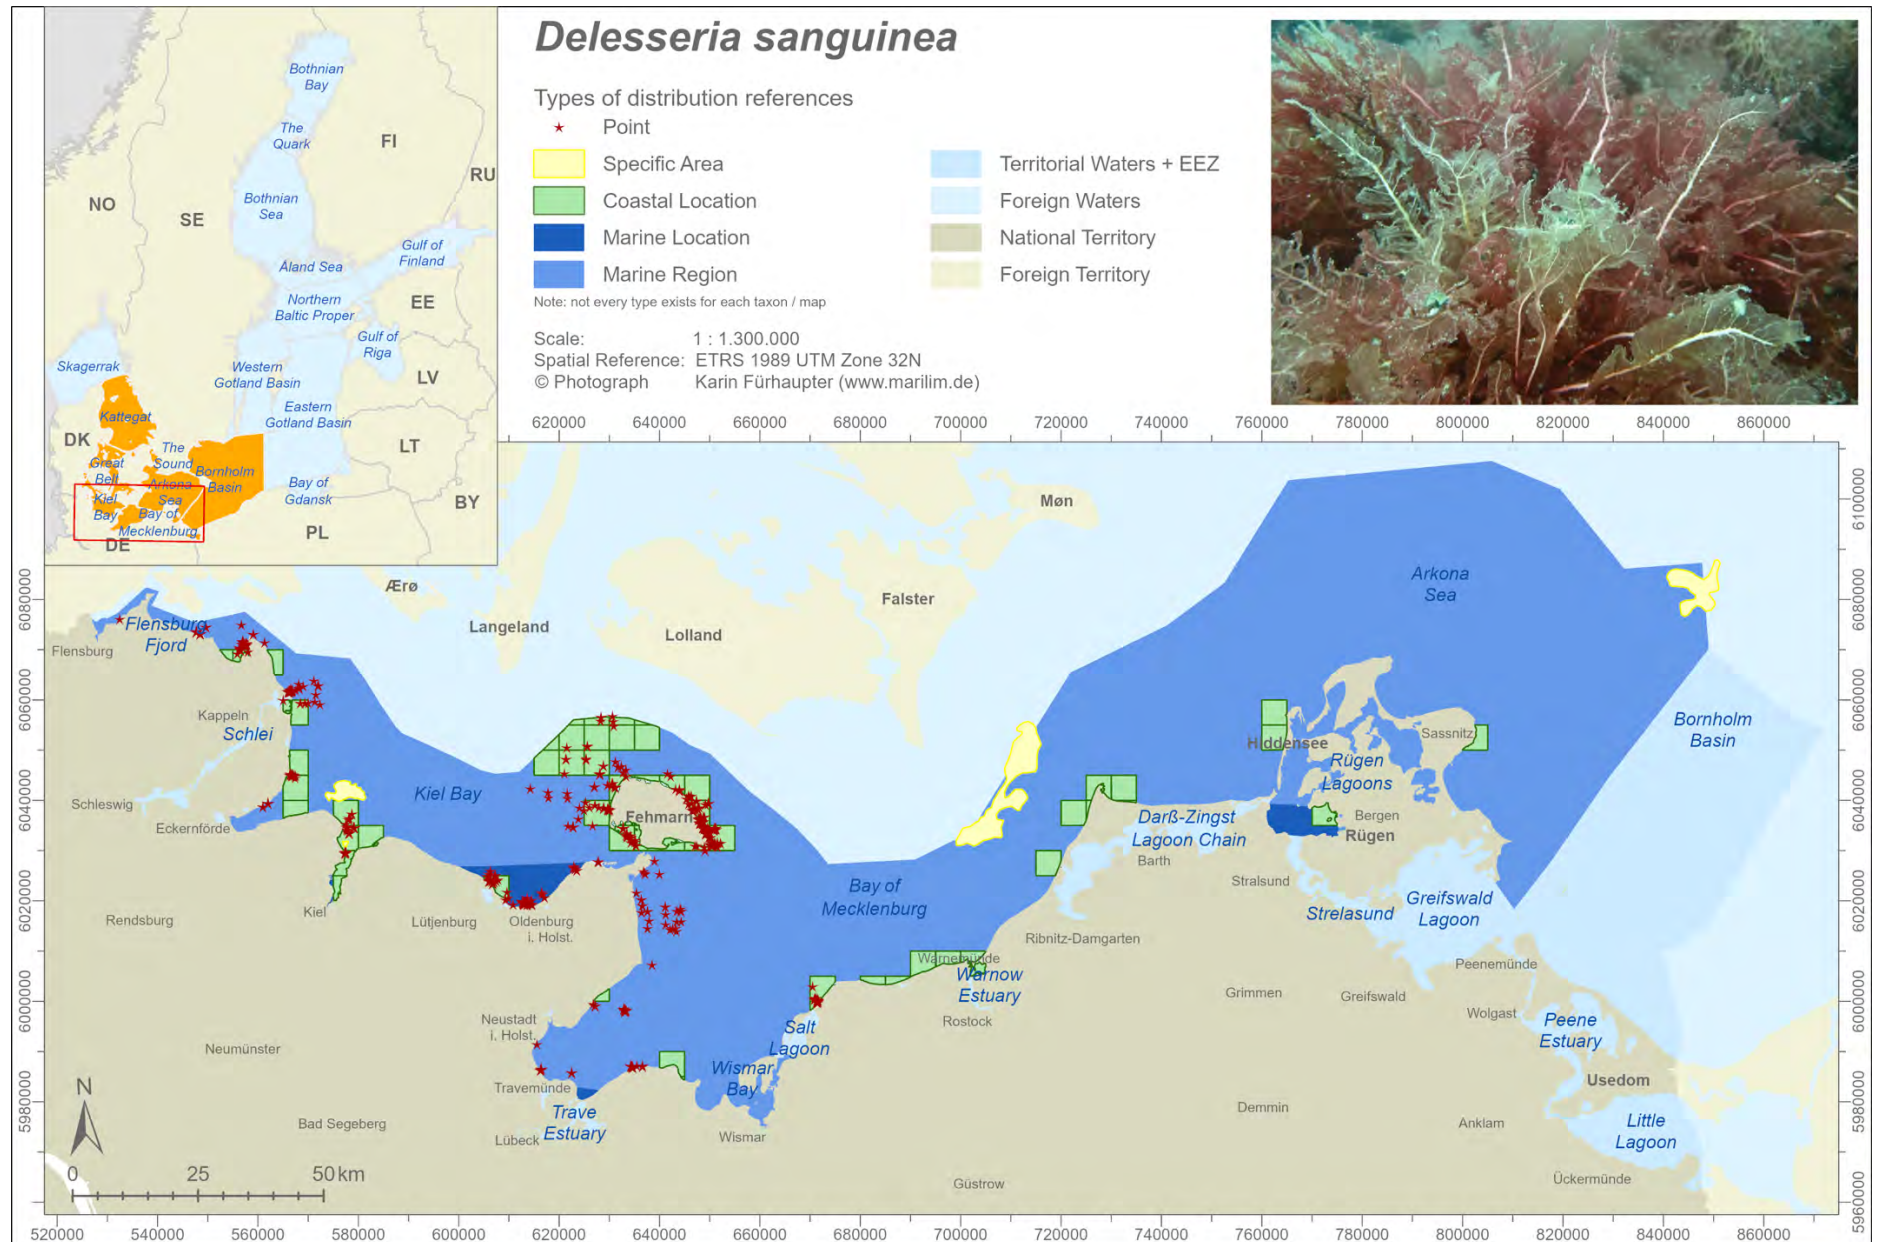 Delesseria sanguinea
Types of distribution references
Point
Specific Area
Coastal Location
Marine Location
Marine Region
Territorial Waters + EEZ
Foreign Waters
National Territory
Foreign Territory
Note: not every type exists for each taxon / map
Scale: 1 : 1.300.000
Spatial Reference: ETRS 1989 UTM Zone 32N
© Photograph Karin Fürhaupter (www.marilim.de)
Bothnian
Bay
The
Quark
FI
RU
NO
SE
Bothnian
Sea
Gulf of
Finland
Åland Sea
Northern
Baltic Proper
EE
Gulf of
Riga
Skagerrak
Western
Gotland Basin
LV
Kattegat
Eastern
Gotland Basin
DK
The
Sound
LT
Great
Belt
Bornholm
Basin
Arkona
Sea
Kiel
Bay
Bay of
Mecklenburg
Bay of
Gdansk
BY
PL
DE
620000 640000 660000 680000 700000 720000 740000 760000 780000 800000 820000 840000 860000
6100000
6080000
6060000
6040000
6020000
6000000
5980000
5960000
6080000
6060000
6040000
6020000
6000000
5980000
Møn
Ærø
Langeland
Lolland
Falster
Arkona
Sea
Flensburg
Fjord
Flensburg
Kappeln
Schlei
Schleswig
Eckernförde
Kiel Bay
Fehmarn
Hiddensee
Sassnitz
Rügen
Lagoons
Bornholm
Basin
Bergen
Rügen
Darß-Zingst
Lagoon Chain
Barth
Stralsund
Strelasund
Greifswald
Lagoon
Bay of
Mecklenburg
Rendsburg
Kiel
Lütjenburg
Oldenburg
i. Holst.
Ribnitz-Damgarten
Warnemünde
Warnow
Estuary
Rostock
Peenemünde
Grimmen
Greifswald
Wolgast
Peene
Estuary
Usedom
Neustadt
i. Holst.
Salt
Lagoon
Neumünster
Wismar
Bay
Travemünde
Trave
Estuary
Lübeck
Wismar
Bad Segeberg
Demmin
Anklam
Little
Lagoon
Güstrow
Ückermünde
N
0 25 50 km
520000 540000 560000 580000 600000 620000 640000 660000 680000 700000 720000 740000 760000 780000 800000 820000 840000 860000